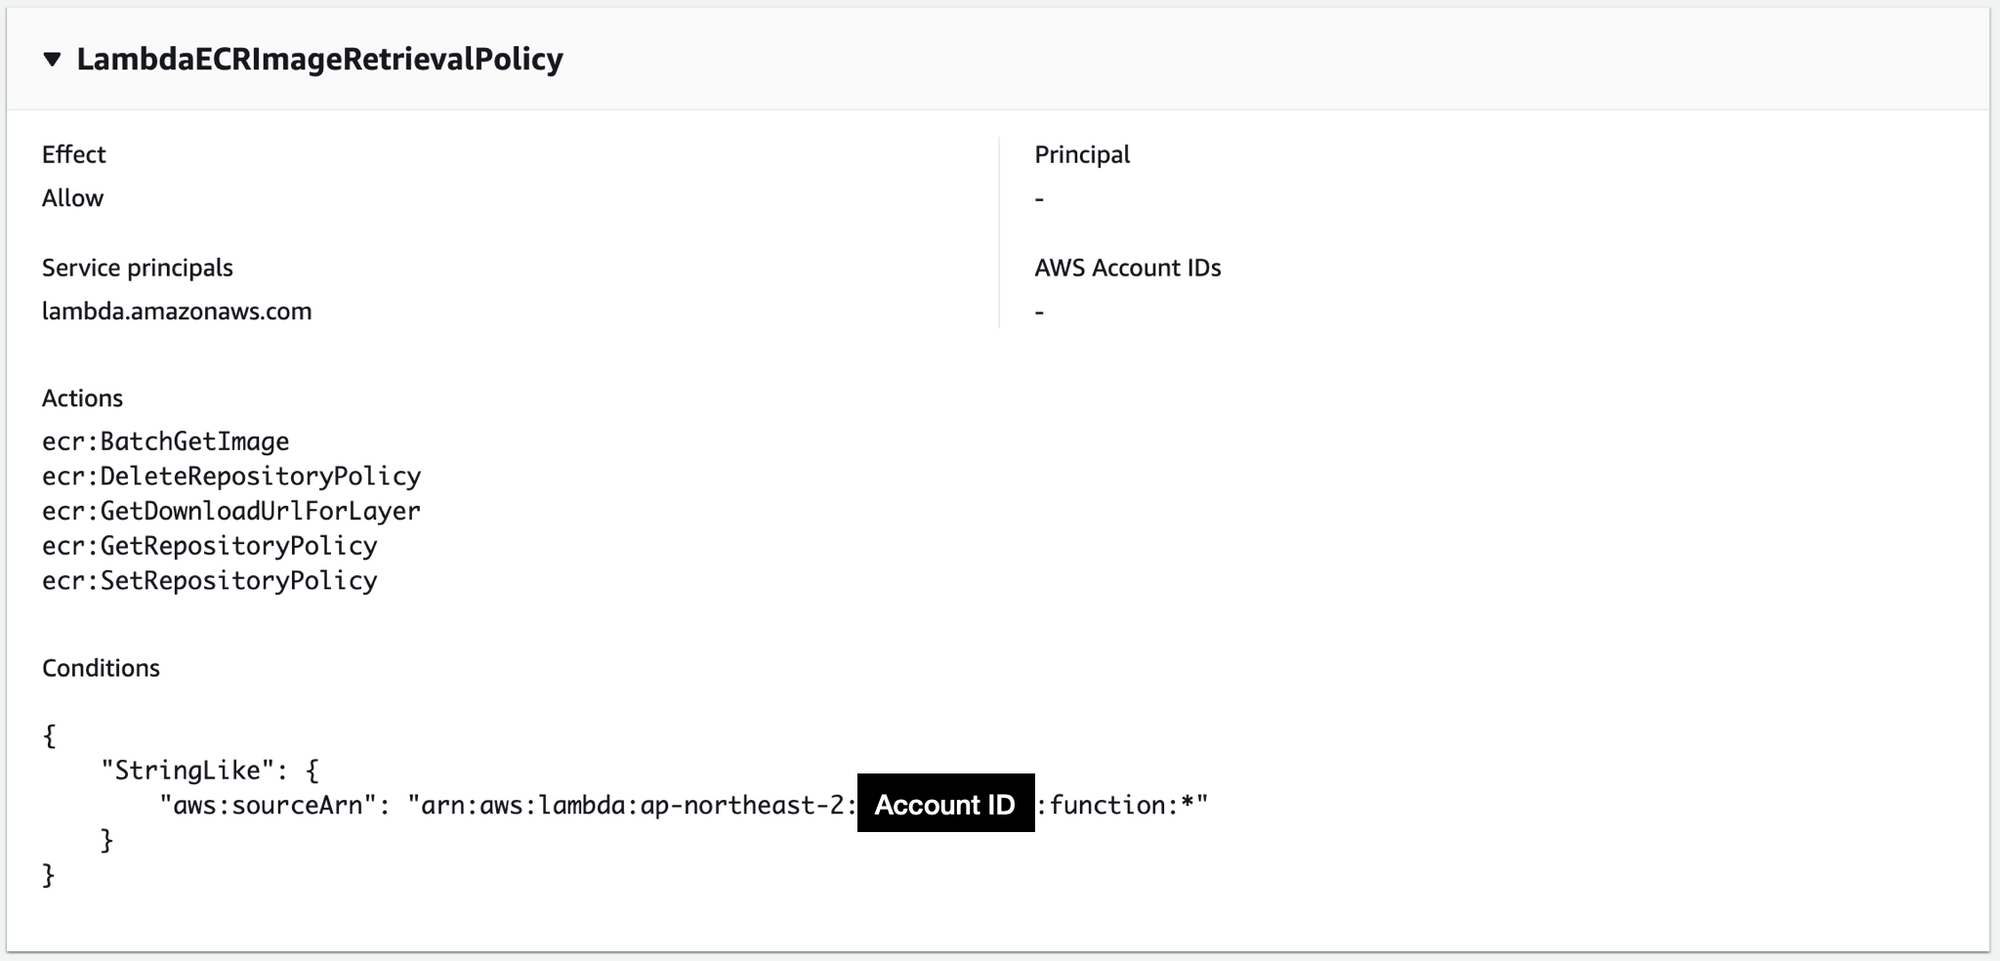 LambdaECRImageRetrievalPolicy
Effect
Allow
Principal
-
Service principals
lambda.amazonaws.com
AWS Account IDs
-
Actions
ecr:BatchGetImage
ecr:DeleteRepositoryPolicy
ecr:GetDownloadUrlForLayer
ecr:GetRepositoryPolicy
ecr:SetRepositoryPolicy
Conditions
{
    "StringLike": {
        "aws:sourceArn": "arn:aws:lambda:ap-northeast-2:Account ID:function:*"
    }
}